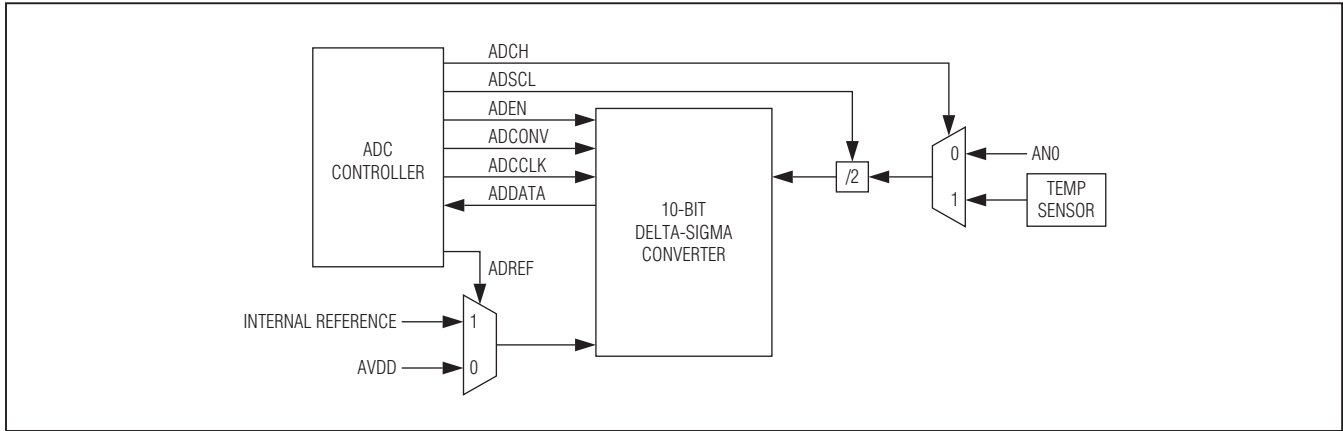 ADCH
ADSCL
ADEN
ADCONV
ADCCLK
ADDATA
ADC
CONTROLLER
10-BIT
DELTA-SIGMA
CONVERTER
/2
0
1
AN0
TEMP
SENSOR
ADREF
INTERNAL REFERENCE
1
AVDD
0